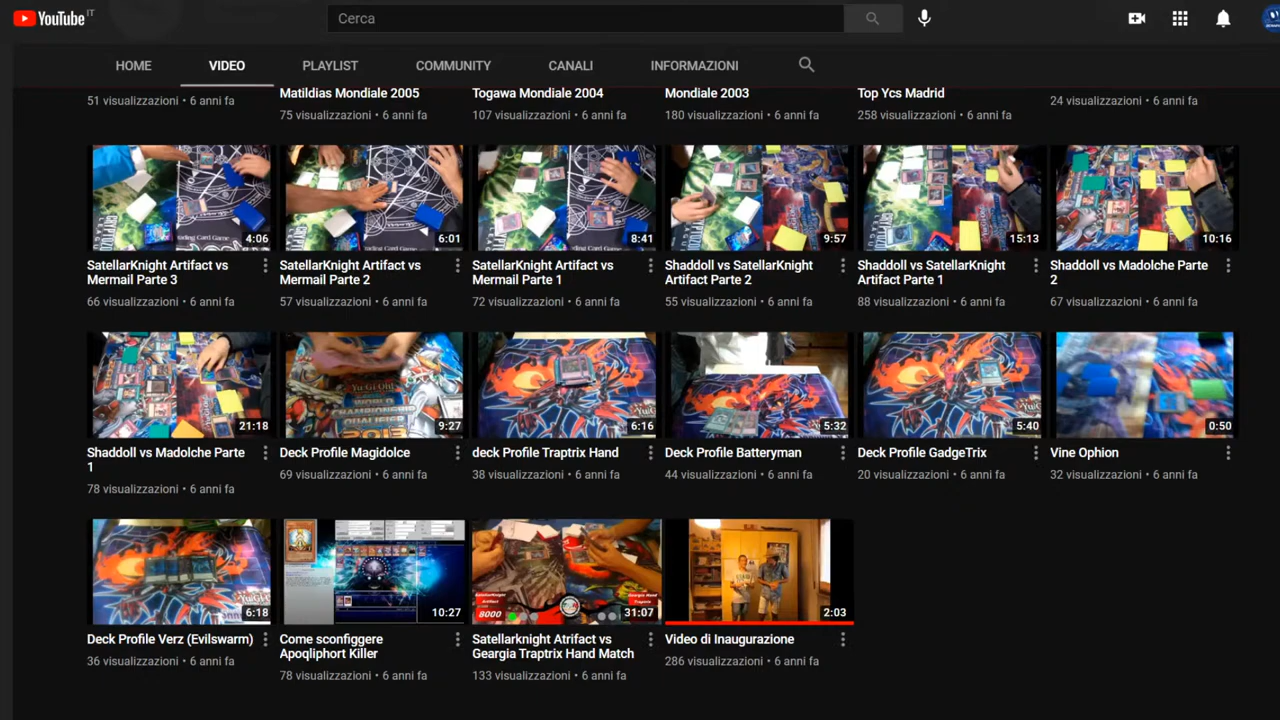 YouTube IT
Cerca
HOME
VIDEO
PLAYLIST
COMMUNITY
CANALI
INFORMAZIONI
51 visualizzazioni • 6 anni fa
Matildias Mondiale 2005
75 visualizzazioni • 6 anni fa
Togawa Mondiale 2004
107 visualizzazioni • 6 anni fa
Mondiale 2003
180 visualizzazioni • 6 anni fa
Top Ycs Madrid
258 visualizzazioni • 6 anni fa
24 visualizzazioni • 6 anni fa
4:06
SatellarKnight Artifact vs
Mermail Parte 3
66 visualizzazioni • 6 anni fa
6:01
SatellarKnight Artifact vs
Mermail Parte 2
57 visualizzazioni • 6 anni fa
8:41
SatellarKnight Artifact vs
Mermail Parte 1
72 visualizzazioni • 6 anni fa
9:57
Shaddoll vs SatellarKnight
Artifact Parte 2
55 visualizzazioni • 6 anni fa
15:13
Shaddoll vs SatellarKnight
Artifact Parte 1
88 visualizzazioni • 6 anni fa
10:16
Shaddoll vs Madolche Parte
2
67 visualizzazioni • 6 anni fa
21:18
Shaddoll vs Madolche Parte
1
78 visualizzazioni • 6 anni fa
Yu-Gi-Oh!
WORLD
CHAMPIONSHIP
QUALIFIER
2013
9:27
Deck Profile Magidolce
69 visualizzazioni • 6 anni fa
6:16
deck Profile Traptrix Hand
38 visualizzazioni • 6 anni fa
5:32
Deck Profile Batteryman
44 visualizzazioni • 6 anni fa
5:40
Deck Profile GadgeTrix
20 visualizzazioni • 6 anni fa
0:50
Vine Ophion
32 visualizzazioni • 6 anni fa
6:18
Deck Profile Verz (Evilswarm)
36 visualizzazioni • 6 anni fa
10:27
Come sconfiggere
Apoqliphort Killer
78 visualizzazioni • 6 anni fa
8000
31:07
Satellarknight Atrifact vs
Geargia Traptrix Hand Match
133 visualizzazioni • 6 anni fa
2:03
Video di Inaugurazione
286 visualizzazioni • 6 anni fa